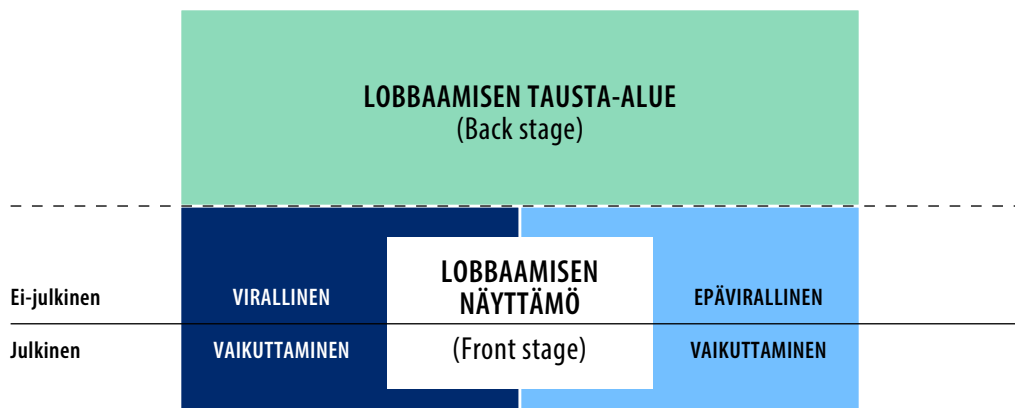 LOBBAAMISEN TAUSTA-ALUE
(Back stage)
LOBBAAMISEN
NÄYTTÄMÖ
Ei-julkinen
VIRALLINEN
EPÄVIRALLINEN
Julkinen
VAIKUTTAMINEN
(Front stage)
VAIKUTTAMINEN